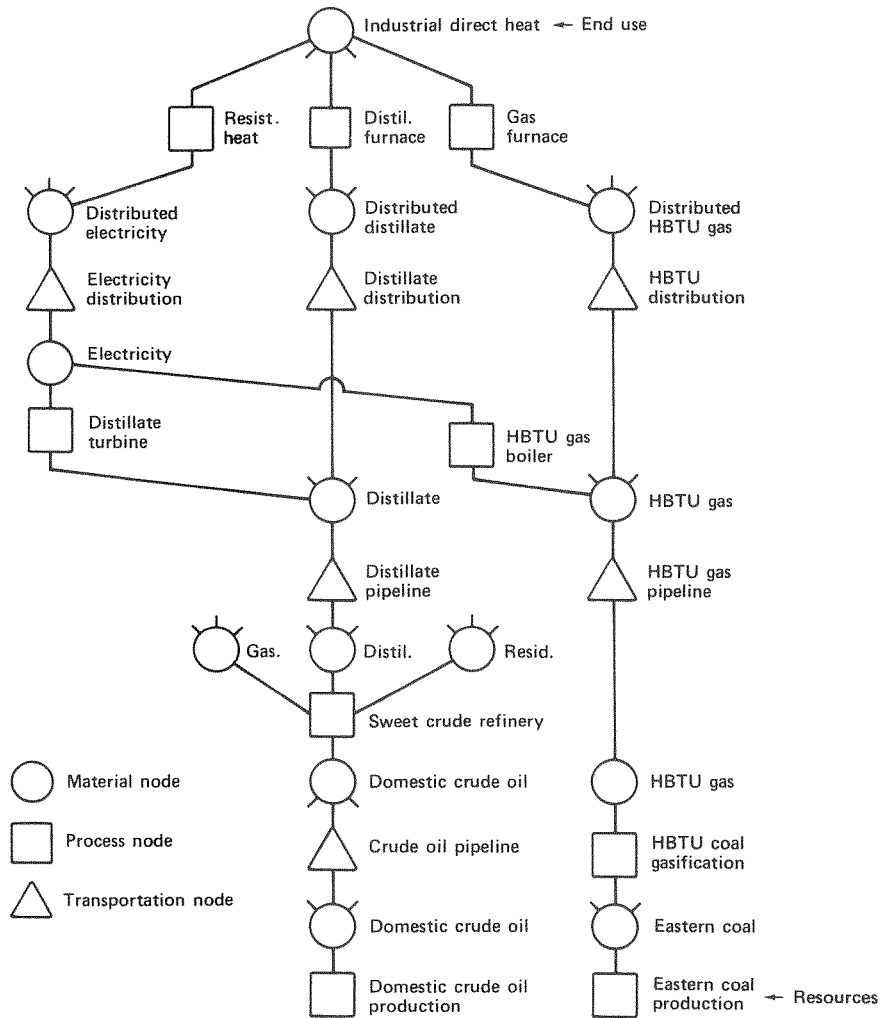 Industrial direct heat ← End use
Resist.
heat
Distil.
furnace
Gas
furnace
Distributed
electricity
Distributed
distillate
Distributed
HBTU gas
Electricity
distribution
Distillate
distribution
HBTU
distribution
Electricity
Distillate
turbine
HBTU gas
boiler
Distillate
HBTU gas
Distillate
pipeline
HBTU gas
pipeline
Gas.
Distil.
Resid.
Sweet crude refinery
Material node
Domestic crude oil
HBTU gas
Process node
Crude oil pipeline
HBTU coal
gasification
Transportation node
Domestic crude oil
Eastern coal
Domestic crude oil
production
Eastern coal
production ← Resources